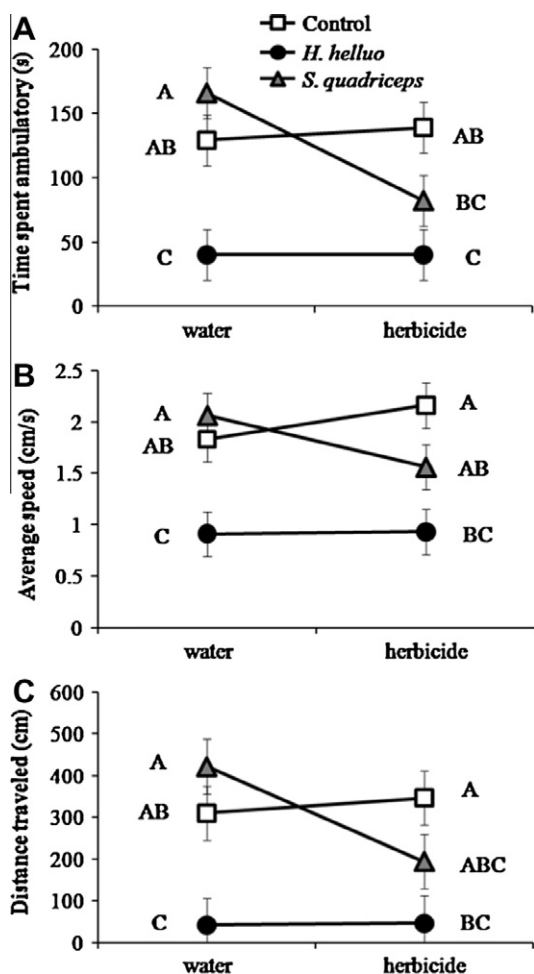 A
Control
H. helluo
S. quadriceps
Time spent ambulatory (s)
200
150
100
50
0
A
AB
C
AB
BC
C
water herbicide
B
Average speed (cm/s)
2.5
2
1.5
1
0.5
0
A
AB
C
A
AB
BC
water herbicide
C
Distance traveled (cm)
600
500
400
300
200
100
0
A
AB
C
A
ABC
BC
water herbicide